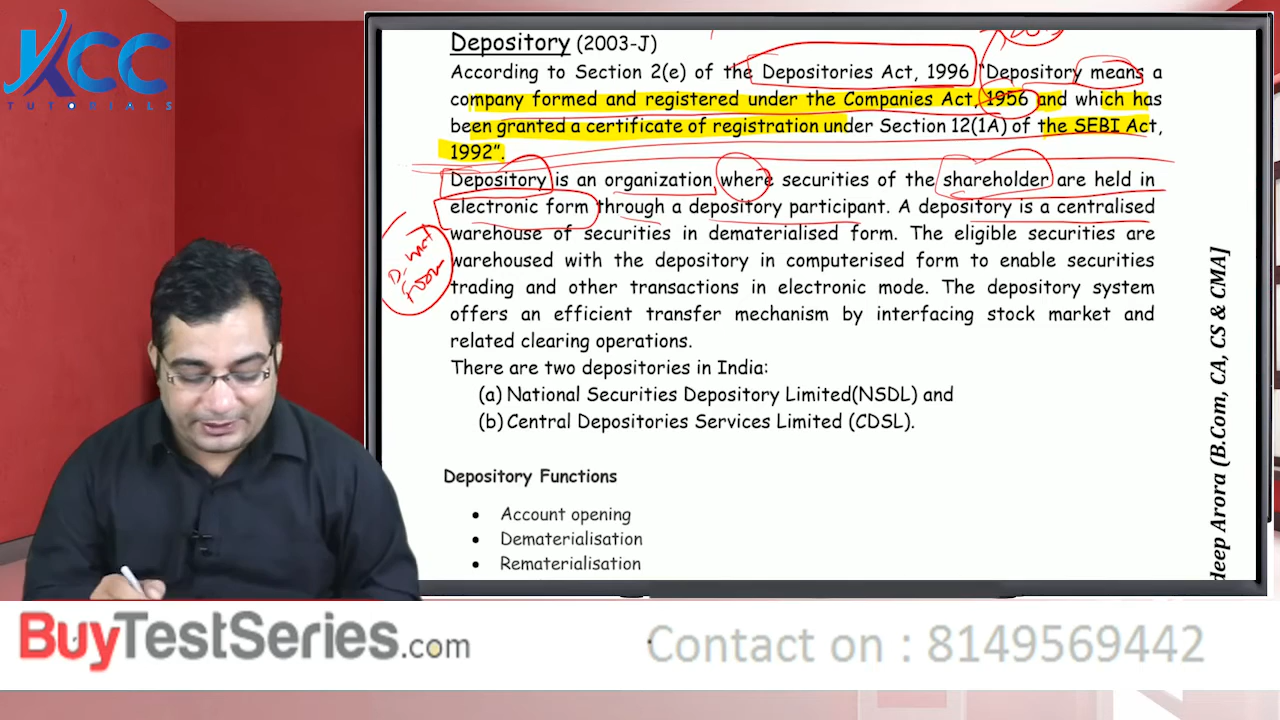 KCC
TUTORIALS
Depository (2003-J)
According to Section 2(e) of the Depositories Act, 1996 "Depository means a
company formed and registered under the Companies Act, 1956 and which has
been granted a certificate of registration under Section 12(1A) of the SEBI Act,
1992".
Depository is an organization where securities of the shareholder are held in
electronic form through a depository participant. A depository is a centralised
warehouse of securities in dematerialised form. The eligible securities are
warehoused with the depository in computerised form to enable securities
trading and other transactions in electronic mode. The depository system
offers an efficient transfer mechanism by interfacing stock market and
related clearing operations.
There are two depositories in India:
(a) National Securities Depository Limited(NSDL) and
(b) Central Depositories Services Limited (CDSL).
Depository Functions
• Account opening
• Dematerialisation
• Rematerialisation
D. mat
Form
deep Arora (B.Com, CA, CS & CMA]
BuyTestSeries.com
Contact on : 8149569442